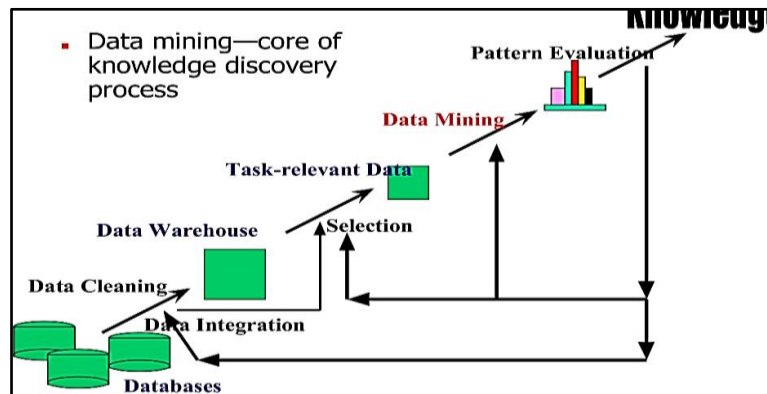 Knowledge
Data mining—core of
knowledge discovery
process
Pattern Evaluation
Data Mining
Task-relevant Data
Selection
Data Warehouse
Data Cleaning
Data Integration
Databases